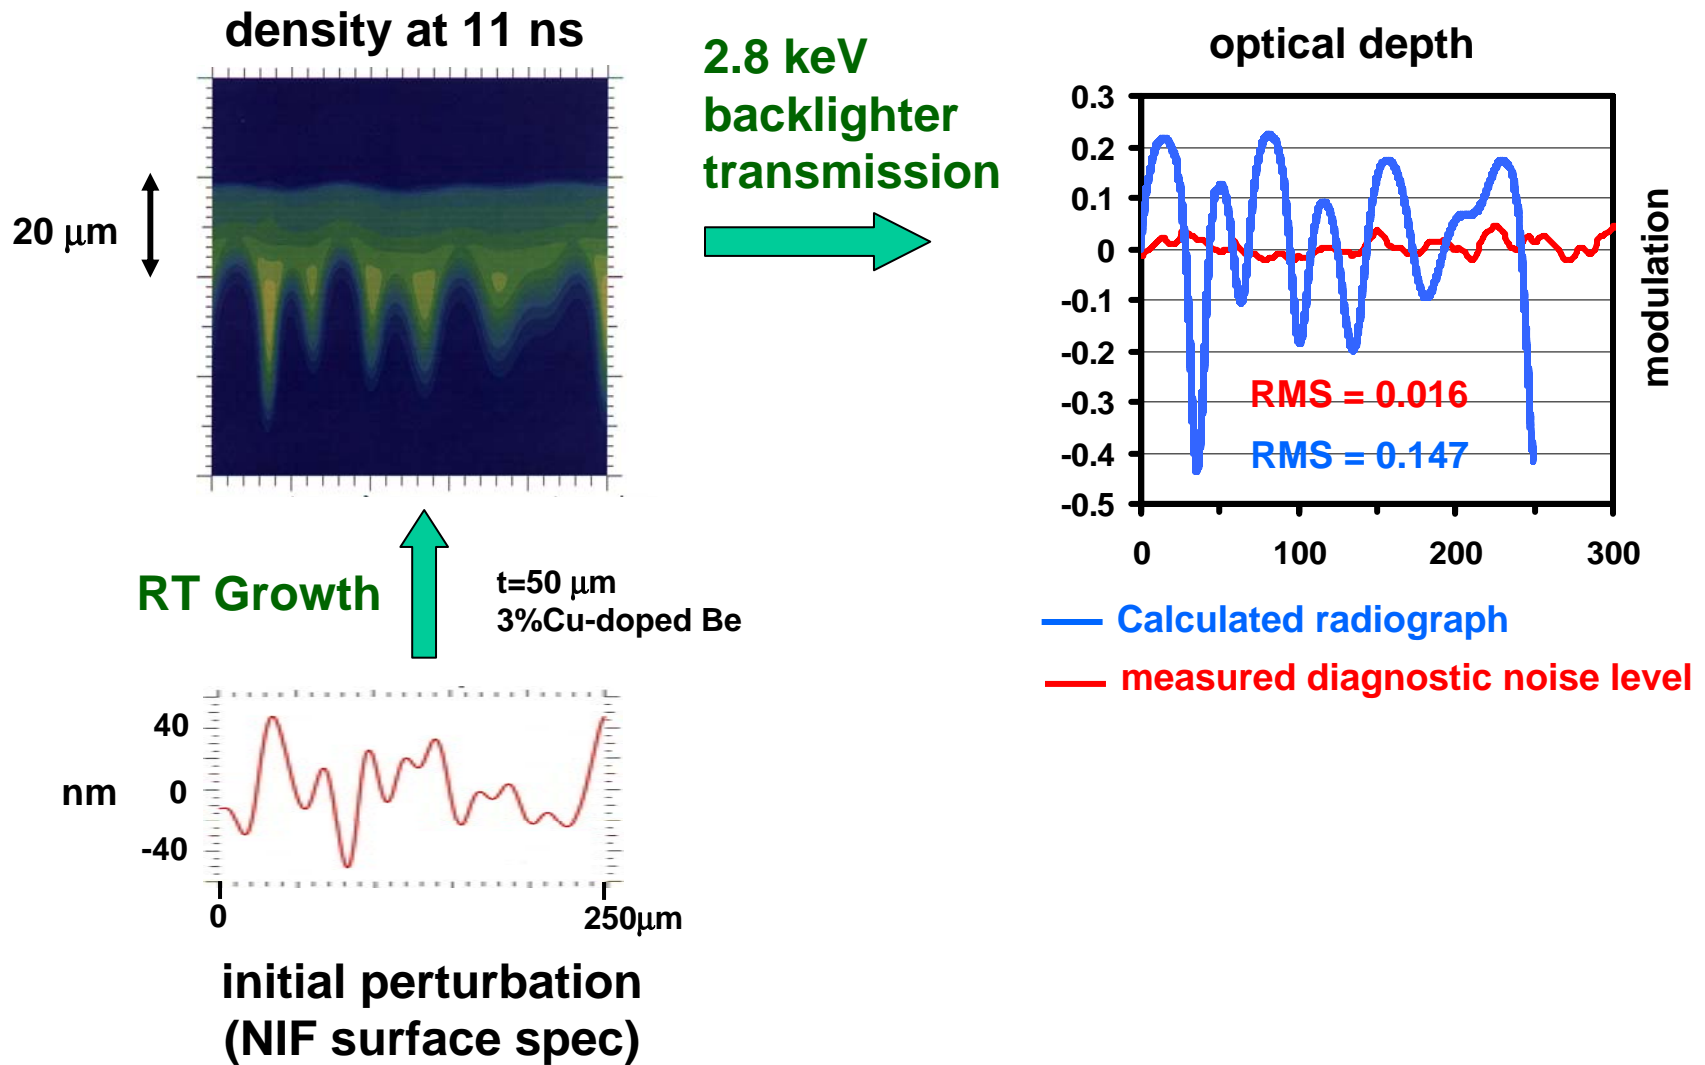 density at 11 ns
20 μm
2.8 keV
backlighter
transmission
optical depth
0.3
0.2
0.1
0
-0.1
-0.2
-0.3
-0.4
-0.5
RMS = 0.016
RMS = 0.147
0 100 200 300
modulation
Calculated radiograph
measured diagnostic noise level
RT Growth
t=50 μm
3%Cu-doped Be
40
nm 0
-40
0 250μm
initial perturbation
(NIF surface spec)